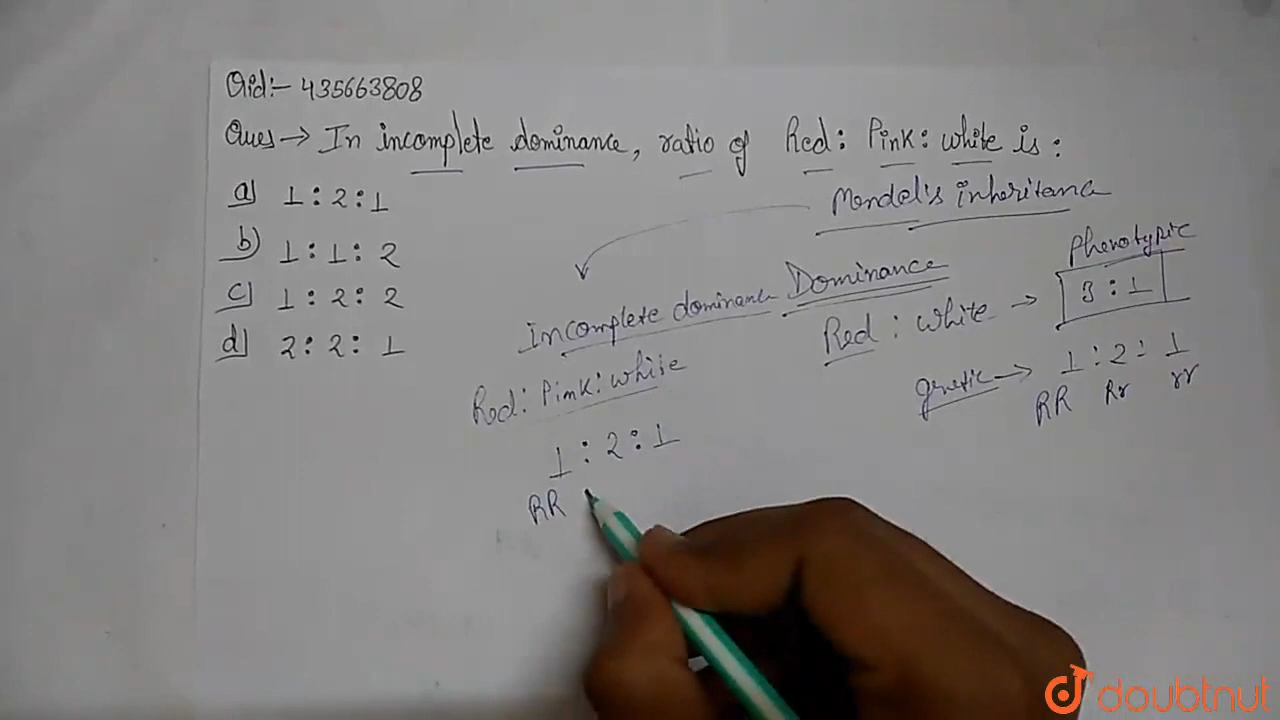 Qid:- 435663808
Ques → In incomplete dominance, ratio of Red : Pink : white is :
a) 1 : 2 : 1
b) 1 : 1 : 2
c) 1 : 2 : 2
d) 2 : 2 : 1
Mendel's inheritance
Phenotypic
Dominance
Red : white → 3 : 1
genetic → 1 : 2 : 1
RR Rr rr
Incomplete dominance
Red : Pink : white
1 : 2 : 1
RR
doubtnut